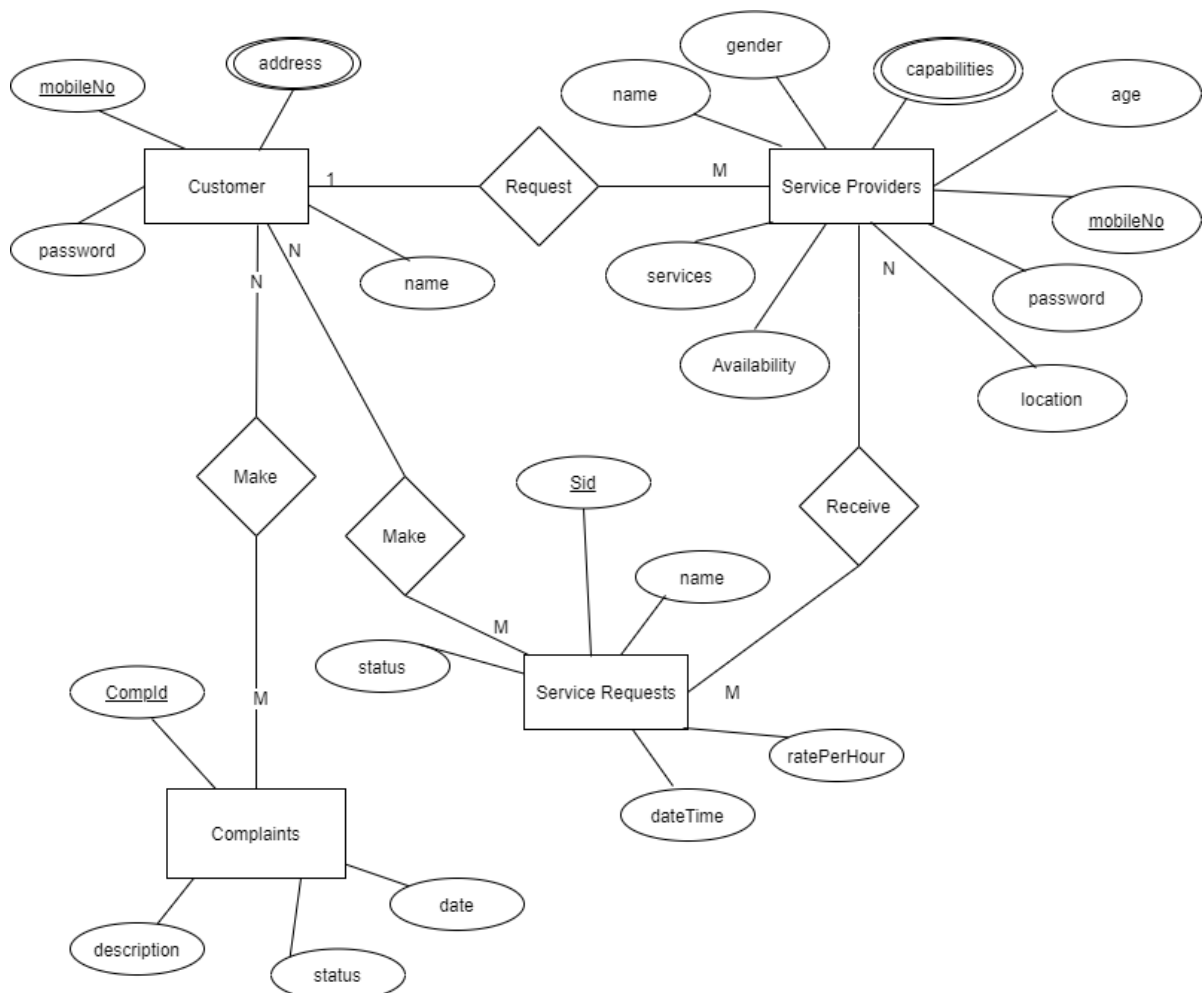 gender
address
capabilities
mobileNo
name
age
Customer
1
Request
M
Service Providers
mobileNo
password
N
name
services
N
password
N
Availability
location
Make
Sid
Receive
Make
name
M
status
CompId
M
Service Requests
M
ratePerHour
dateTime
Complaints
date
description
status